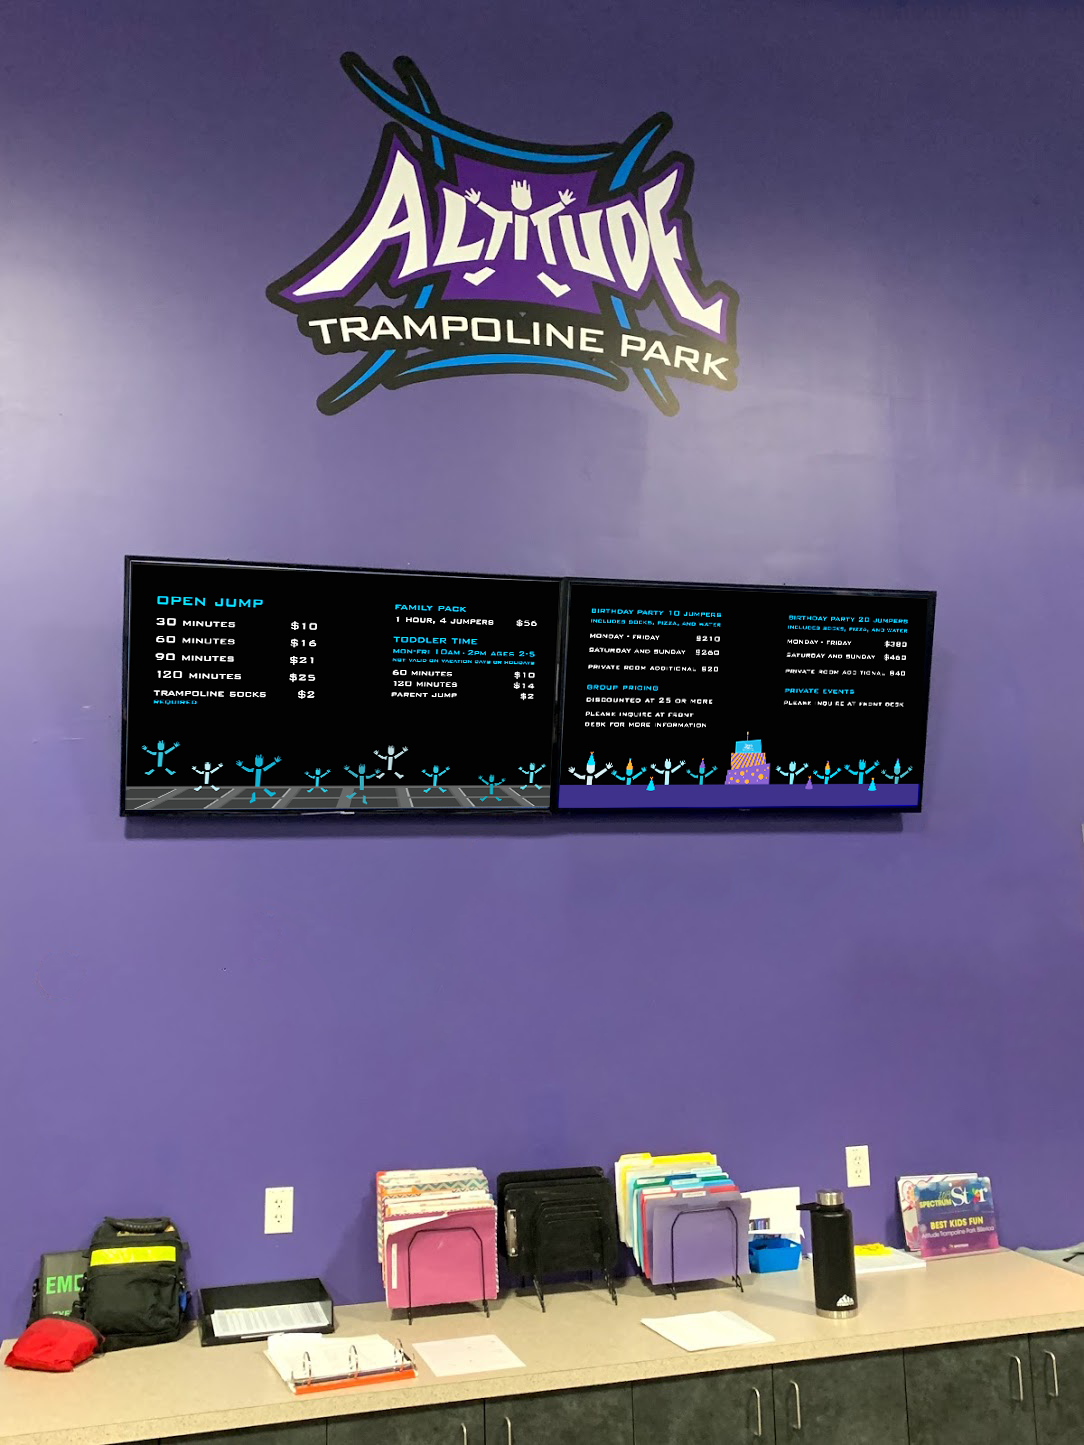 ALTITUDE
TRAMPOLINE PARK
OPEN JUMP
30 MINUTES $10
60 MINUTES $16
90 MINUTES $21
120 MINUTES $25
TRAMPOLINE SOCKS $2
REQUIRED
FAMILY PACK
1 HOUR, 4 JUMPERS $56
TODDLER TIME
MON-FRI 10AM - 2PM AGES 2-5
NOT VALID ON VACATION DAYS OR HOLIDAYS
60 MINUTES $10
120 MINUTES $14
PARENT JUMP $2
BIRTHDAY PARTY 10 JUMPERS
INCLUDES SOCKS, PIZZA, AND WATER
MONDAY - FRIDAY $210
SATURDAY AND SUNDAY $260
PRIVATE ROOM ADDITIONAL $20
GROUP PRICING
DISCOUNTED AT 25 OR MORE
PLEASE INQUIRE AT FRONT
DESK FOR MORE INFORMATION
BIRTHDAY PARTY 20 JUMPERS
INCLUDES SOCKS, PIZZA, AND WATER
MONDAY - FRIDAY $380
SATURDAY AND SUNDAY $460
PRIVATE ROOM ADDITIONAL $40
PRIVATE EVENTS
PLEASE INQUIRE AT FRONT DESK
SPECTRUM
BEST KIDS FUN
Altitude Trampoline Park